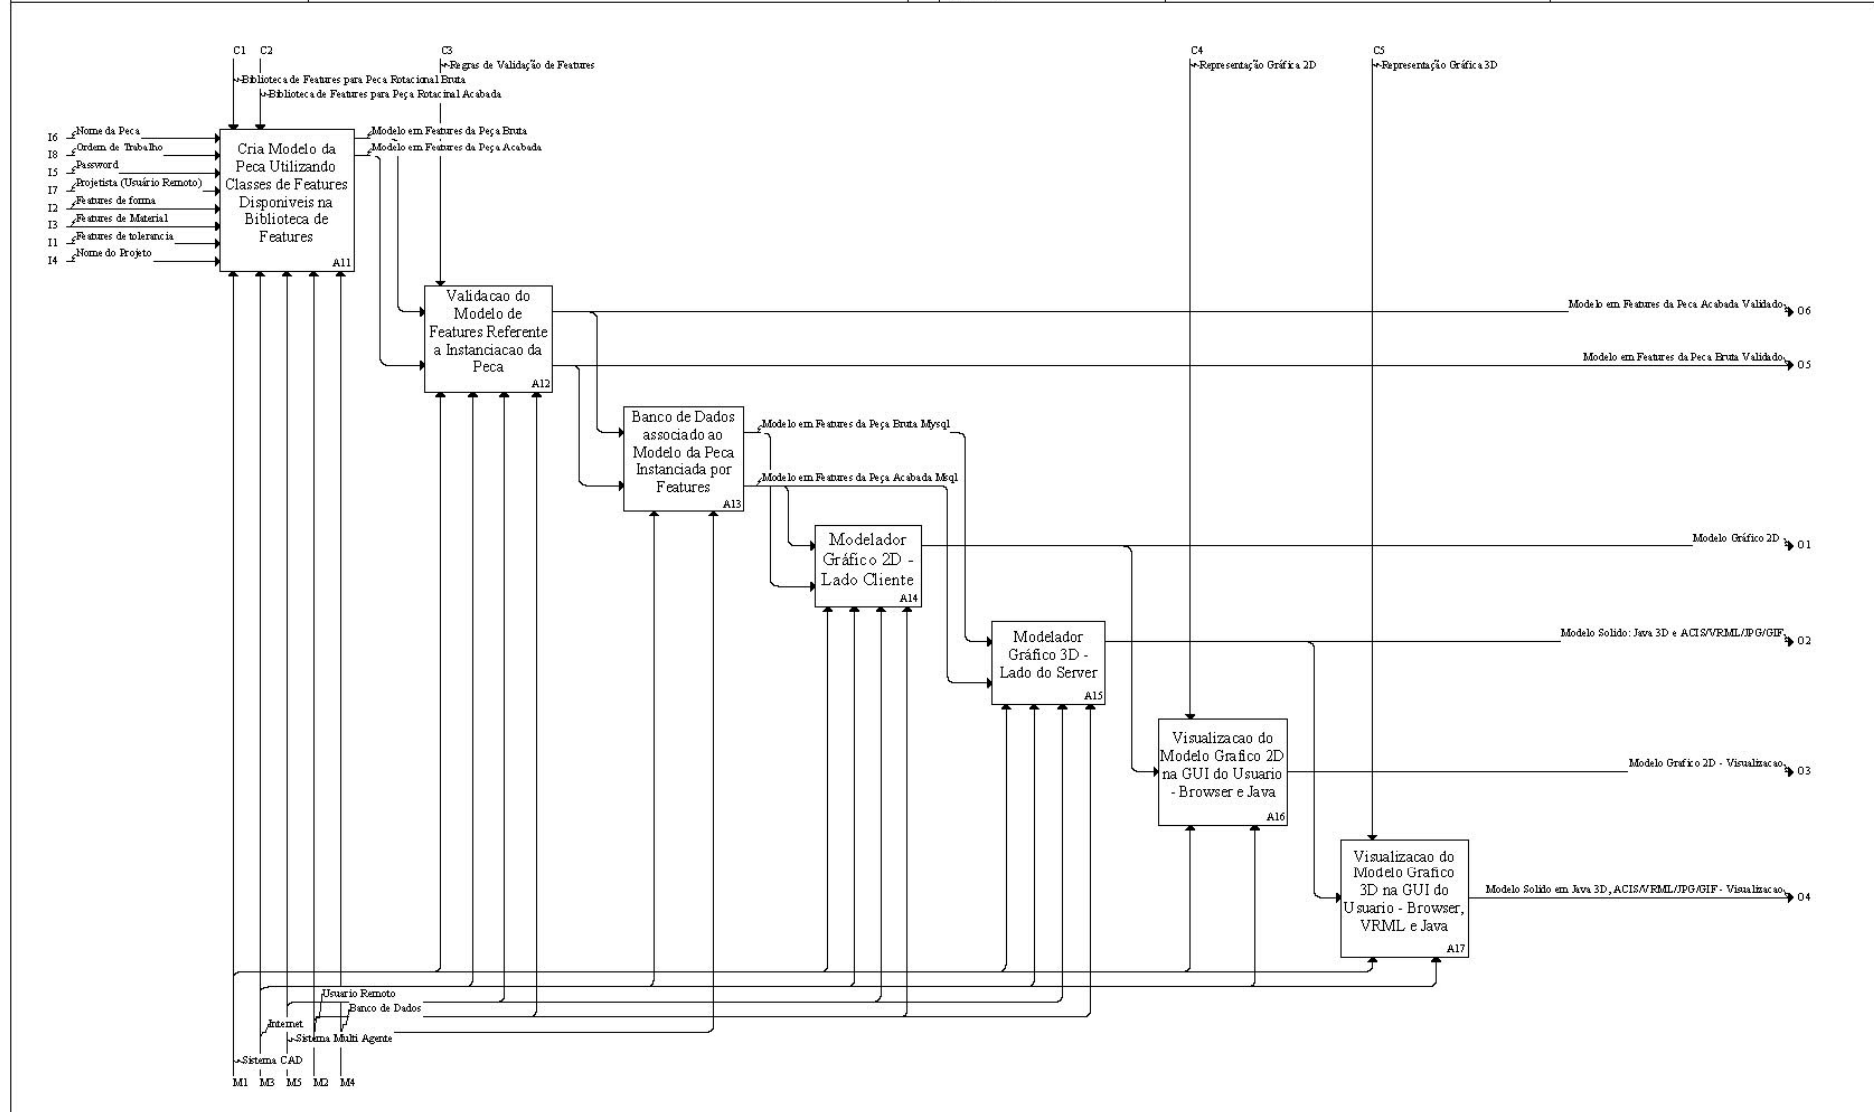 C1 C2 C3 C4 C5
Regras de Validação de Features
Representação Gráfica 2D
Representação Gráfica 3D
Biblioteca de Features para Peca Rotacional Bruta
Biblioteca de Features para Peça Rotacinal Acabada
I6 Nome da Peca
I8 Ordem de Trabalho
I5 Password
I7 Projetista (Usuário Remoto)
I2 Features de forma
I3 Features de Material
I1 Features de tolerancia
I4 Nome do Projeto
Cria Modelo da
Peca Utilizando
Classes de Features
Disponiveis na
Biblioteca de
Features
A11
Modelo em Features da Peça Bruta
Modelo em Features da Peça Acabada
Validacao do
Modelo de
Features Referente
a Instanciacao da
Peca
A12
Modelo em Features da Peca Acabada Validado O6
Modelo em Features da Peca Bruta Validado O5
Banco de Dados
associado ao
Modelo da Peca
Instanciada por
Features
A13
Modelo em Features da Peça Bruta Mysql
Modelo em Features da Peça Acabada Msql
Modelador
Gráfico 2D -
Lado Cliente
A14
Modelo Gráfico 2D O1
Modelador
Gráfico 3D -
Lado do Server
A15
Modelo Solido: Java 3D e ACIS/VRML/JPG/GIF O2
Visualizacao do
Modelo Grafico 2D
na GUI do Usuario
- Browser e Java
A16
Modelo Grafico 2D - Visualizacao O3
Visualizacao do
Modelo Grafico
3D na GUI do
Usuario - Browser,
VRML e Java
A17
Modelo Solido em Java 3D, ACIS/VRML/JPG/GIF - Visualizacao O4
Usuario Remoto
Banco de Dados
Internet
Sistema Multi Agente
Sistema CAD
M1 M3 M5 M2 M4